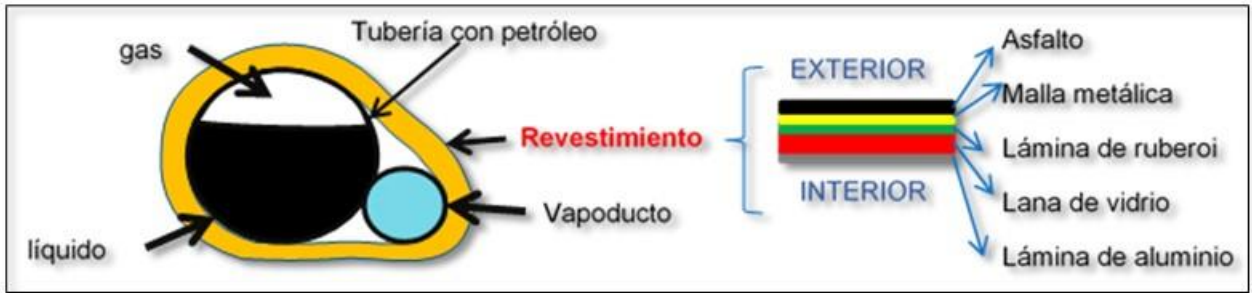 gas
Tubería con petróleo
Revestimiento
Vapoducto
líquido
EXTERIOR
INTERIOR
Asfalto
Malla metálica
Lámina de ruberoi
Lana de vidrio
Lámina de aluminio